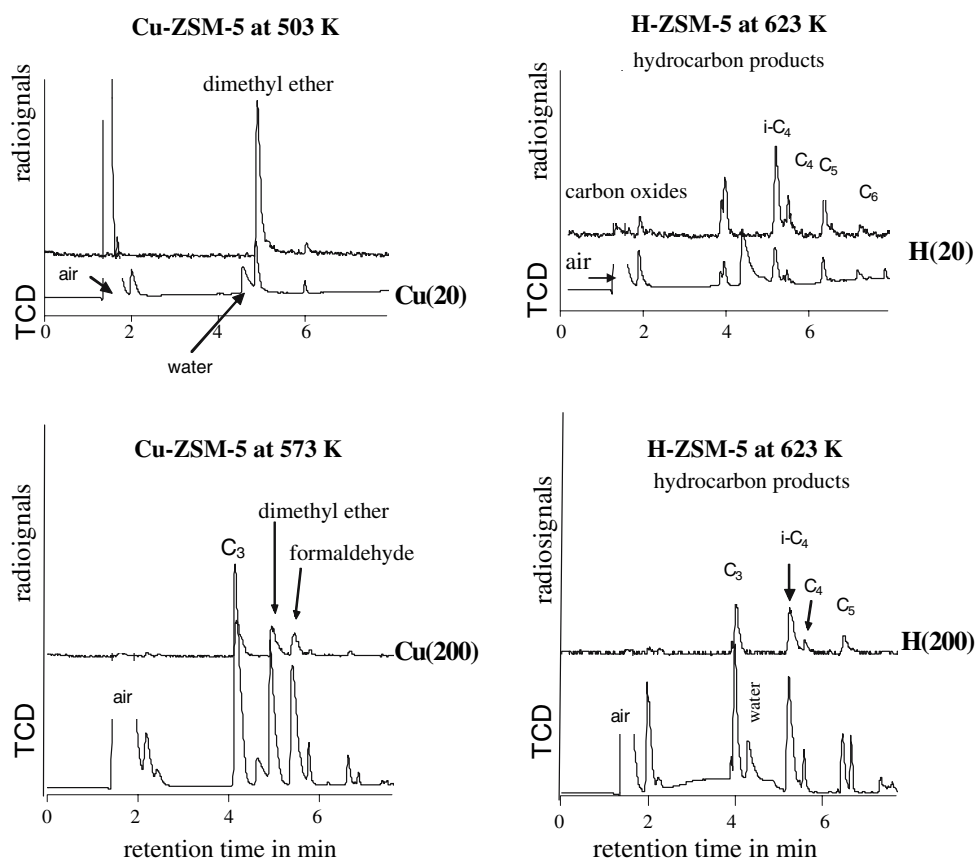 Cu-ZSM-5 at 503 K
radioignals
dimethyl ether
air
TCD
water
Cu(20)
0 2 4 6
H-ZSM-5 at 623 K
hydrocarbon products
radioignals
i-C4
C4
C5
C6
carbon oxides
air
TCD
H(20)
0 2 4 6
Cu-ZSM-5 at 573 K
radioignals
dimethyl ether
C3
formaldehyde
Cu(200)
air
TCD
0 2 4 6
retention time in min
H-ZSM-5 at 623 K
hydrocarbon products
radiosignals
i-C4
C3
C4
C5
H(200)
air
water
TCD
0 2 4 6
retention time in min